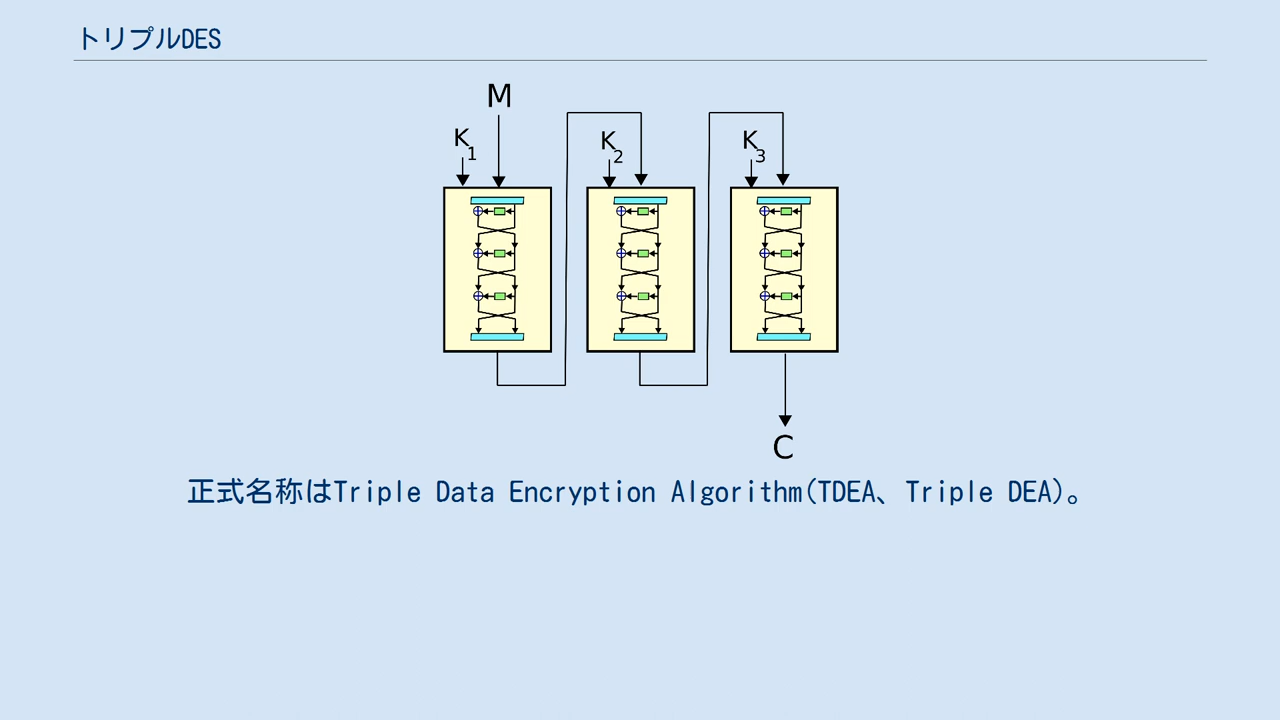 トリプルDES
M
K1
K2
K3
C
正式名称はTriple Data Encryption Algorithm(TDEA、Triple DEA)。